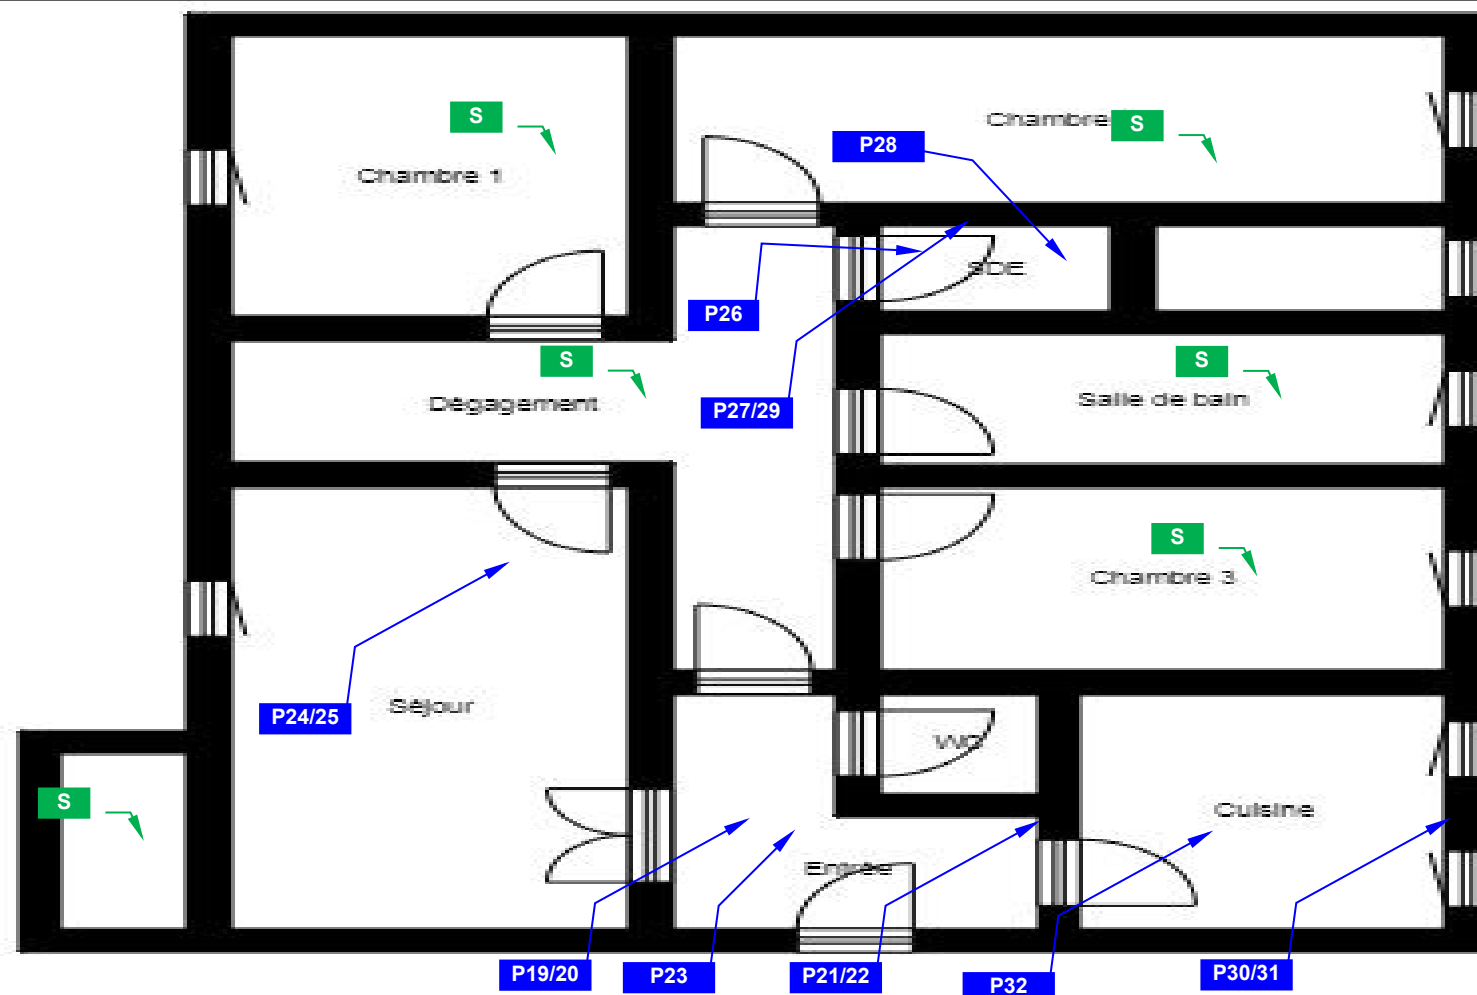 S
S
Chambre
P28
Chambre 1
SDE
P26
S
S
Dégagement
Salle de bain
P27/29
S
Chambre 3
Séjour
P24/25
WC
S
Cuisine
Entrée
P19/20
P23
P21/22
P32
P30/31